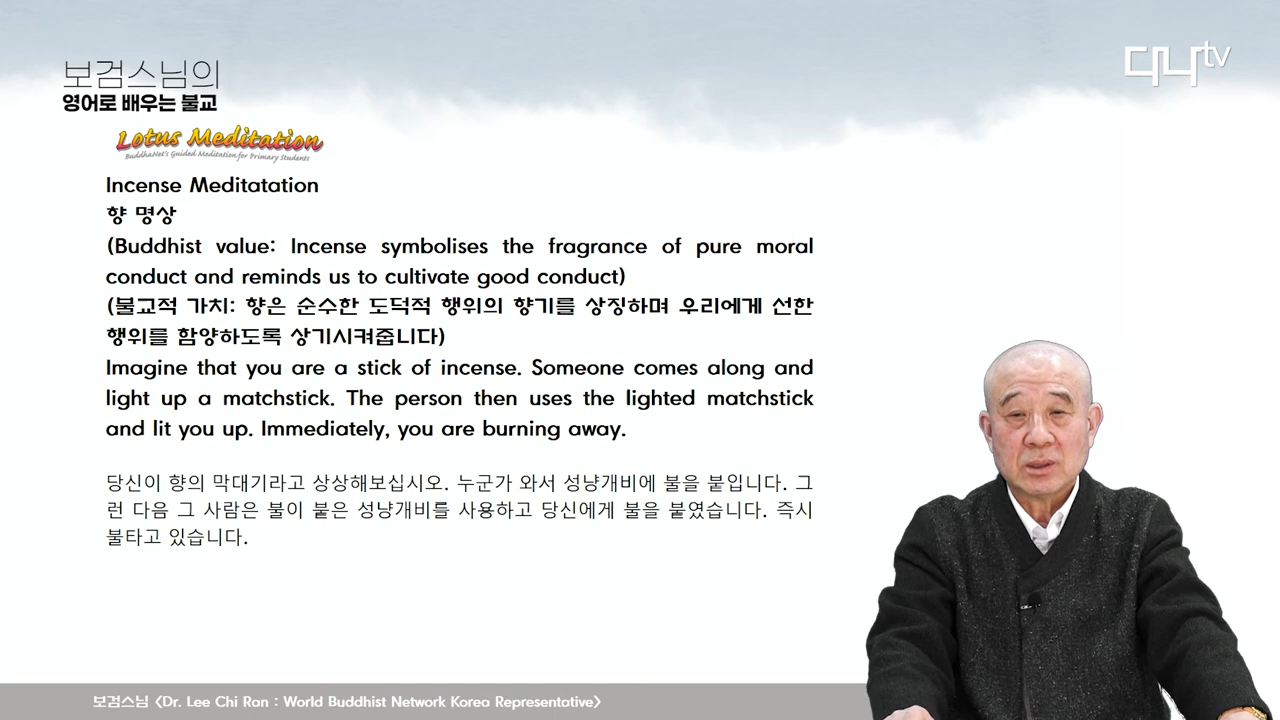 보검스님의
영어로 배우는 불교
디나tv
Lotus Meditation
BuddhaNet's Guided Meditation for Primary Students
Incense Meditatation
향 명상
(Buddhist value: Incense symbolises the fragrance of pure moral
conduct and reminds us to cultivate good conduct)
(불교적 가치: 향은 순수한 도덕적 행위의 향기를 상징하며 우리에게 선한
행위를 함양하도록 상기시켜줍니다)
Imagine that you are a stick of incense. Someone comes along and
light up a matchstick. The person then uses the lighted matchstick
and lit you up. Immediately, you are burning away.
당신이 향의 막대기라고 상상해보십시오. 누군가 와서 성냥개비에 불을 붙입니다. 그
런 다음 그 사람은 불이 붙은 성냥개비를 사용하고 당신에게 불을 붙였습니다. 즉시
불타고 있습니다.
보검스님 <Dr. Lee Chi Ran : World Buddhist Network Korea Representative>